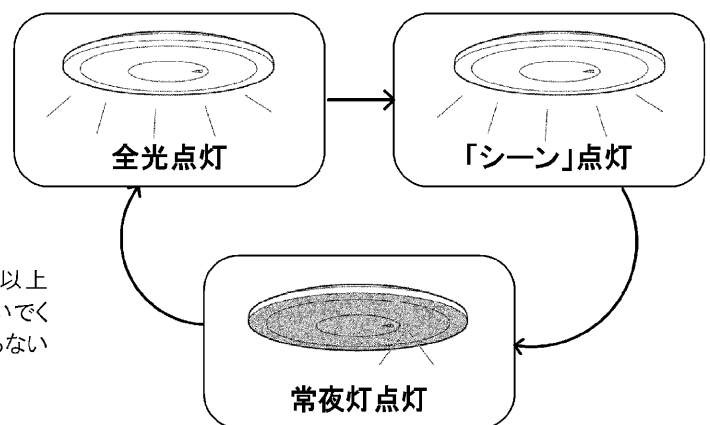 全光点灯
「シーン」点灯
以上
いでく
ない
常夜灯点灯